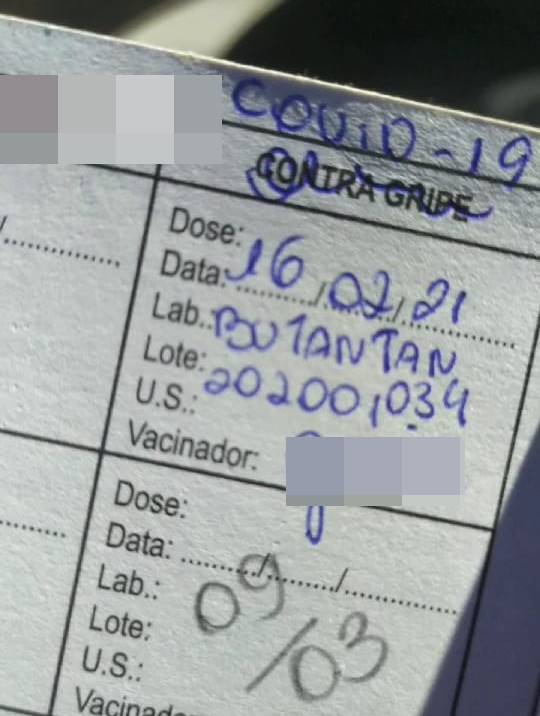 COVID-19
CONTRA GRIPE
Dose:
Data: 16/02/21
Lab.: BUTANTAN
Lote: 202001034
U.S.:
Vacinador:
Dose:
Data: ....../....../......
09/03
Lab.:
Lote:
U.S.:
Vacinador